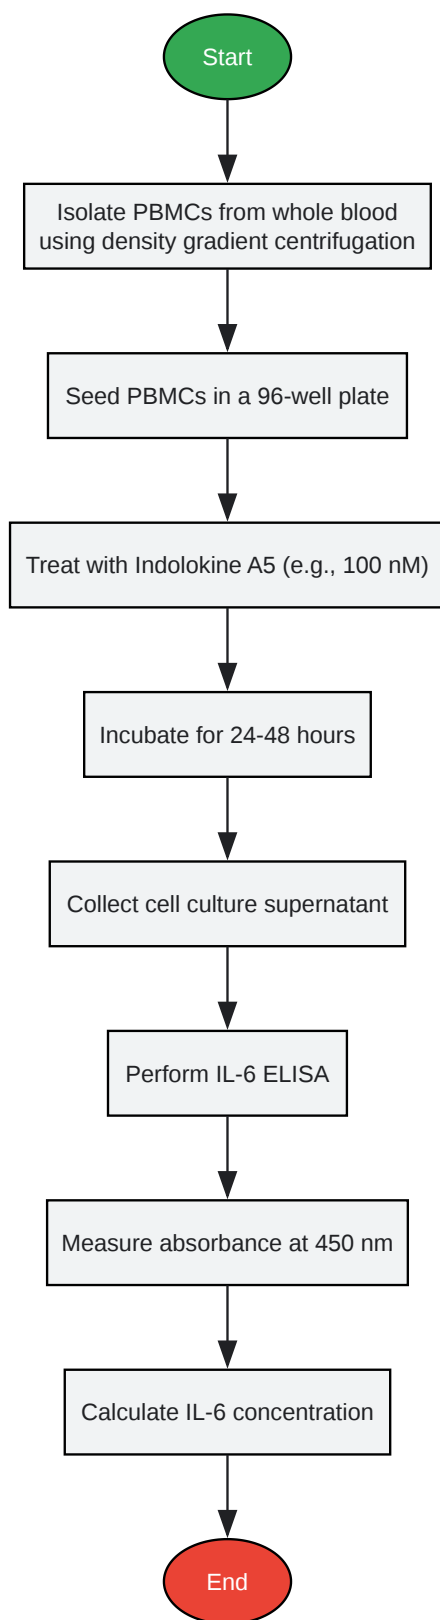 Start
Isolate PBMCs from whole blood
using density gradient centrifugation
Seed PBMCs in a 96-well plate
Treat with Indolokine A5 (e.g., 100 nM)
Incubate for 24-48 hours
Collect cell culture supernatant
Perform IL-6 ELISA
Measure absorbance at 450 nm
Calculate IL-6 concentration
End